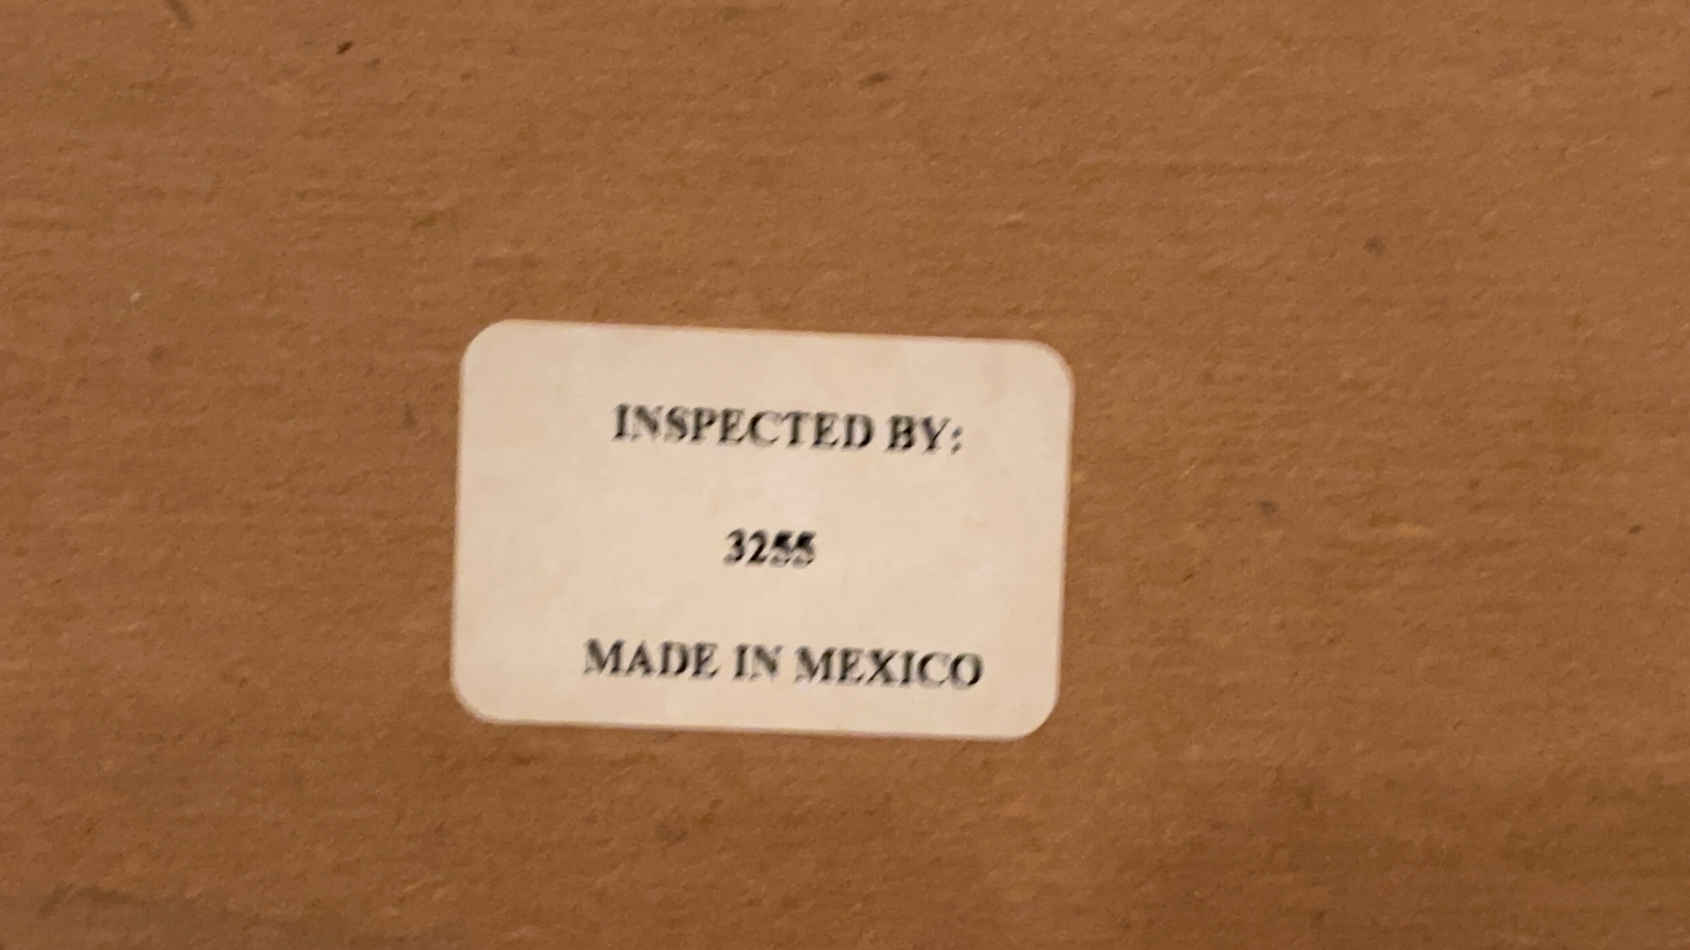 INSPECTED BY:
3255
MADE IN MEXICO